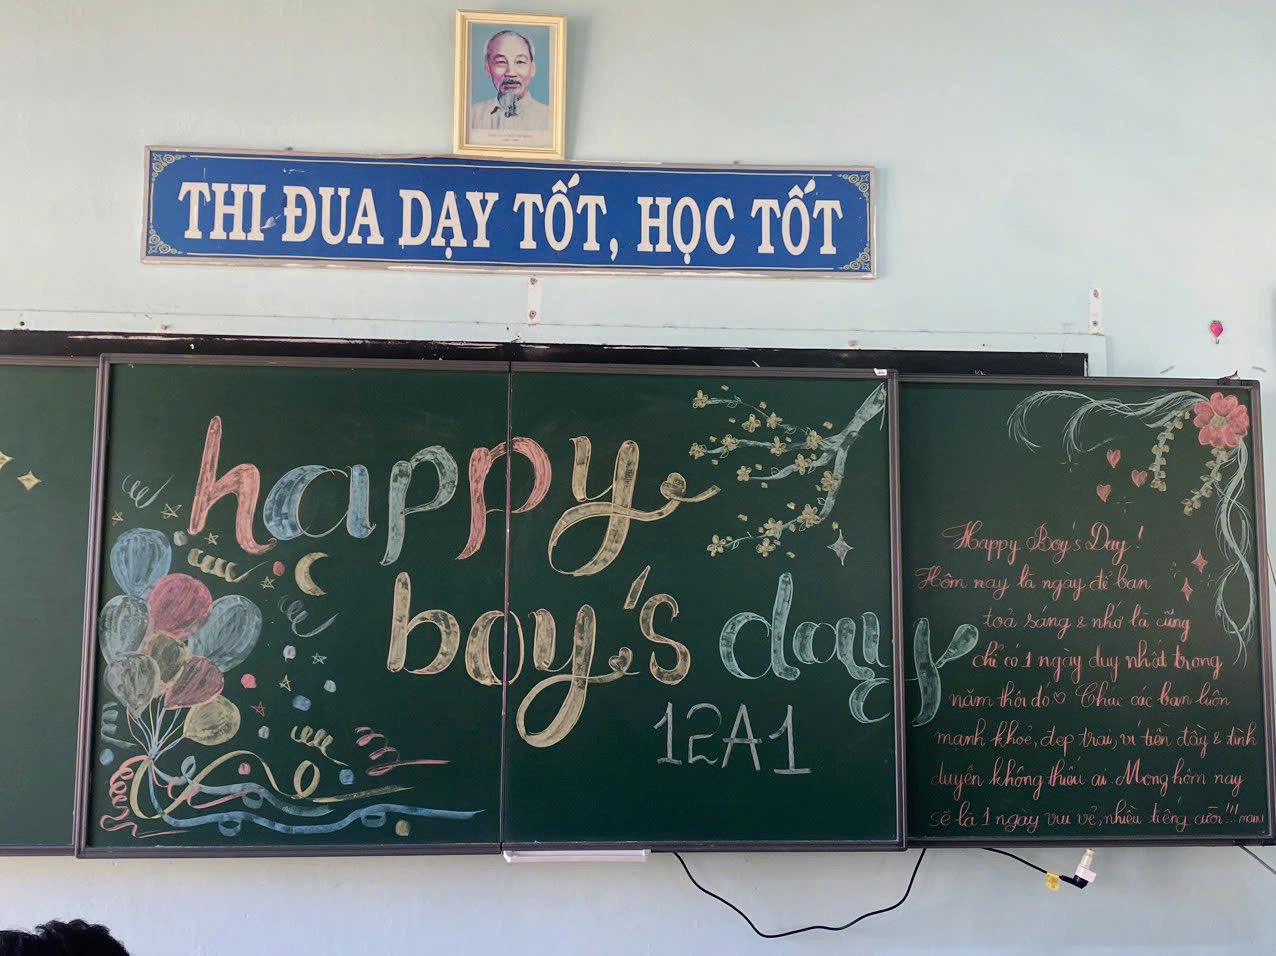 THI ĐUA DẠY TỐT, HỌC TỐT
happy
boy's day
12A1
Happy Boy's Day!
Hôm nay là ngày để bạn
toả sáng & nhớ là cũng
chỉ có 1 ngày duy nhất trong
năm thôi đó ♡ Chúc các bạn luôn
mạnh khoẻ, đẹp trai, ví tiền đầy & tình
duyên không thiếu ai. Mong hôm nay
sẽ là 1 ngày vui vẻ, nhiều tiếng cười!!!